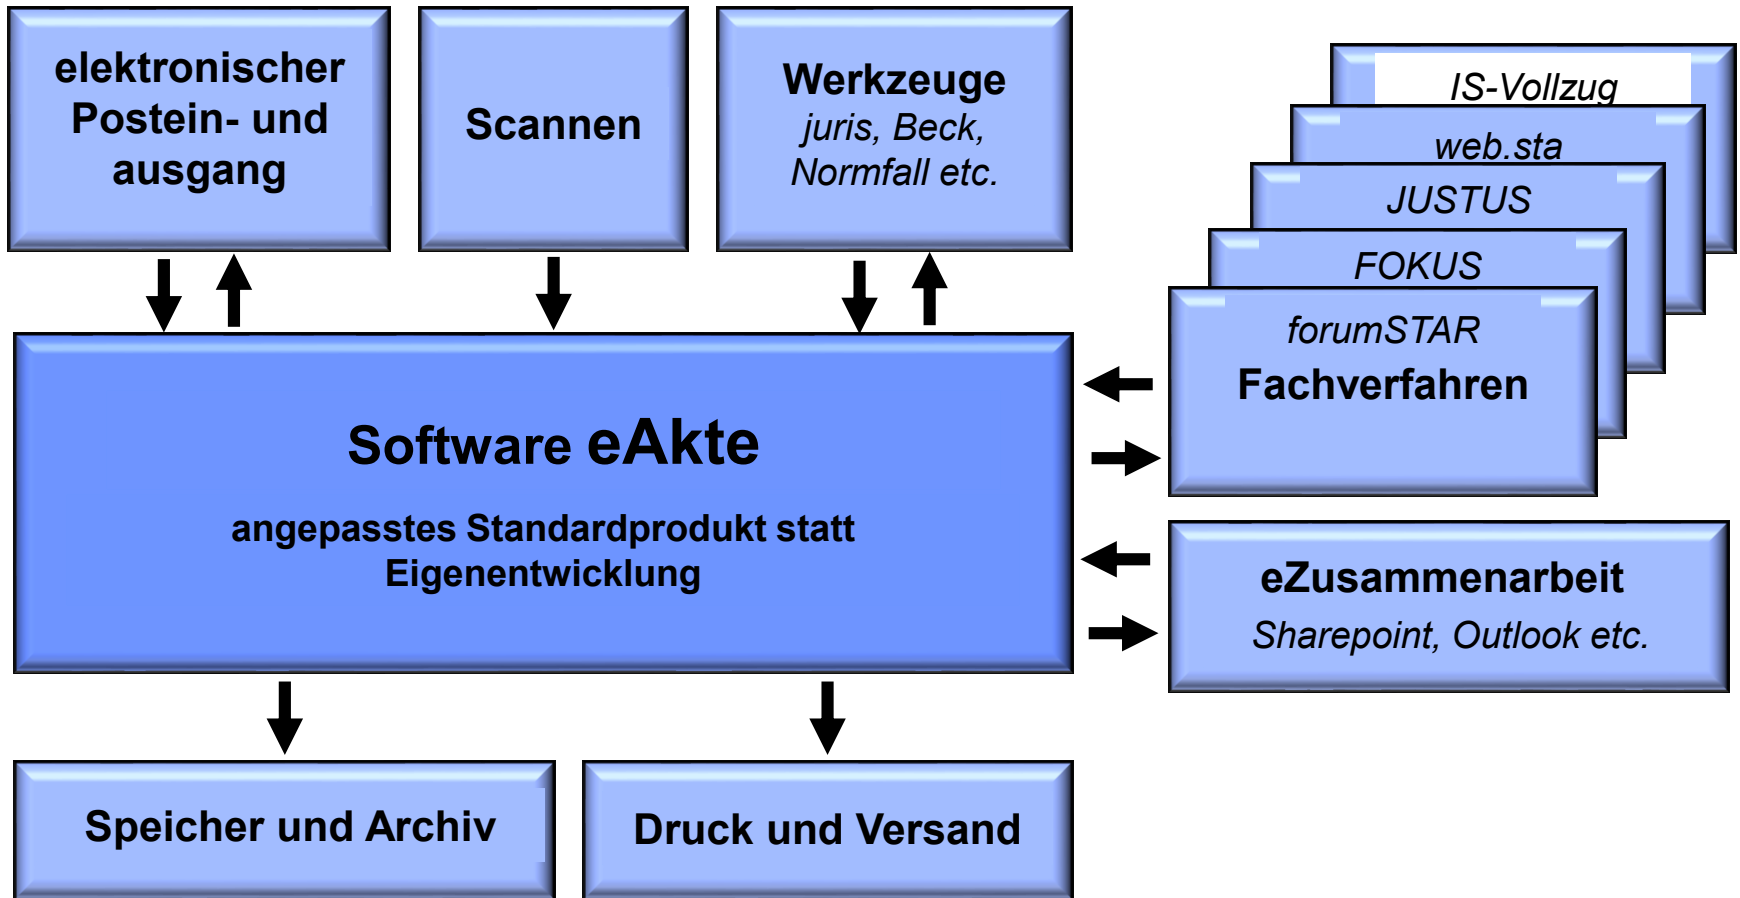 elektronischer
Postein- und
ausgang
Scannen
Werkzeuge
juris, Beck,
Normfall etc.
IS-Vollzug
web.sta
JUSTUS
FOKUS
forumSTAR
Fachverfahren
Software eAkte
angepasstes Standardprodukt statt
Eigenentwicklung
eZusammenarbeit
Sharepoint, Outlook etc.
Speicher und Archiv
Druck und Versand